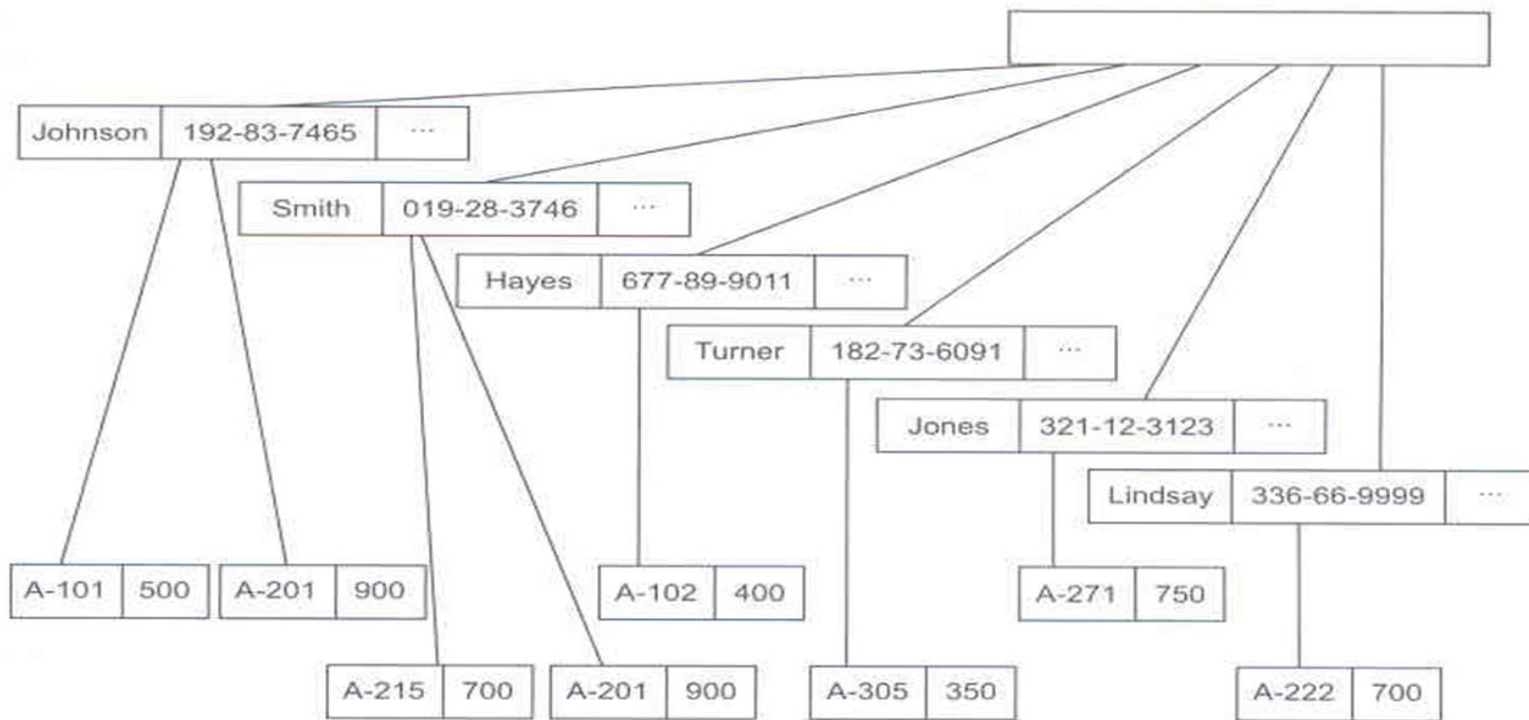 Johnson 192-83-7465 ...
Smith 019-28-3746 ...
Hayes 677-89-9011 ...
Turner 182-73-6091 ...
Jones 321-12-3123 ...
Lindsay 336-66-9999 ...
A-101 500 A-201 900 A-102 400 A-271 750
A-215 700 A-201 900 A-305 350 A-222 700